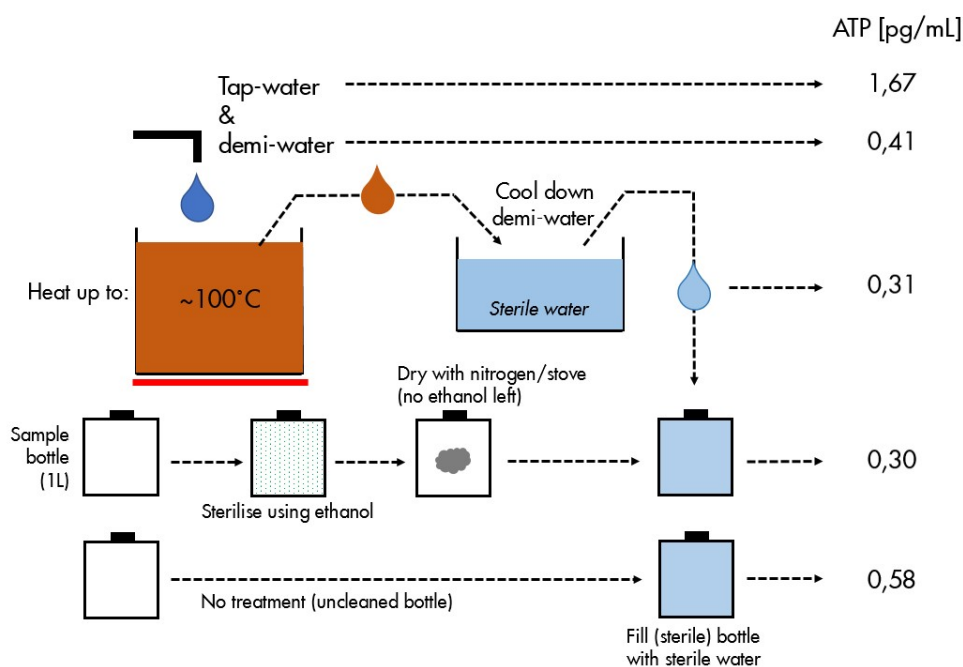 ATP [pg/mL]
Tap-water
&
demi-water
1,67
0,41
Cool down
demi-water
Heat up to:
~100°C
Sterile water
0,31
Dry with nitrogen/stove
(no ethanol left)
Sample
bottle
(1L)
Sterilise using ethanol
0,30
No treatment (uncleaned bottle)
0,58
Fill (sterile) bottle
with sterile water